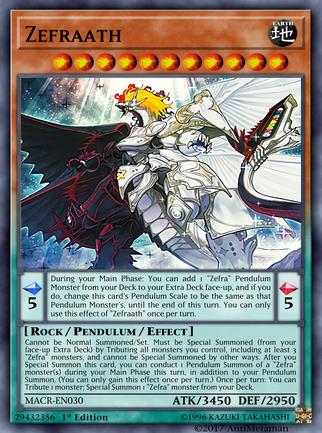 Zefraath
EARTH
地
During your Main Phase: You can add 1 "Zefra" Pendulum
Monster from your Deck to your Extra Deck face-up, and if you
do, change this card's Pendulum Scale to be the same as that
Pendulum Monster's, until the end of this turn. You can only
use this effect of "Zefraath" once per turn.
5
5
[Rock / Pendulum / Effect]
Cannot be Normal Summoned/Set. Must be Special Summoned (from your
face-up Extra Deck) by Tributing all monsters you control, including at least 3
"Zefra" monsters, and cannot be Special Summoned by other ways. After you
Special Summon this card, you can conduct 1 Pendulum Summon of a "Zefra"
monster(s) during your Main Phase this turn, in addition to your Pendulum
Summon. (You can only gain this effect once per turn.) Once per turn: You can
Tribute 1 monster; Special Summon 1 "Zefra" monster from your Deck.
ATK/3450 DEF/2950
MACR-EN030
29432356 1st Edition
©1996 KAZUKI TAKAHASHI
©2017 AntiMetaman